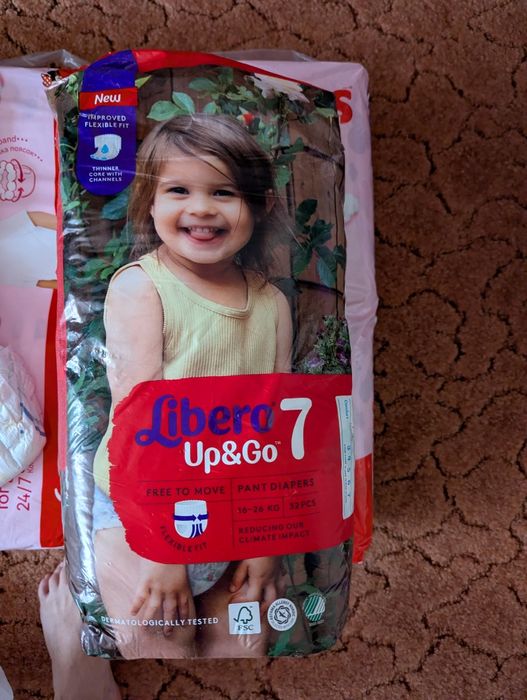 New
IMPROVED
FLEXIBLE FIT
THINNER
CORE WITH
CHANNELS
Libero 7
Up&Go™
FREE TO MOVE
FLEXIBLE FIT
PANT DIAPERS
16-26 KG 32 PCS
REDUCING OUR
CLIMATE IMPACT
DERMATOLOGICALLY TESTED
FSC
24/7